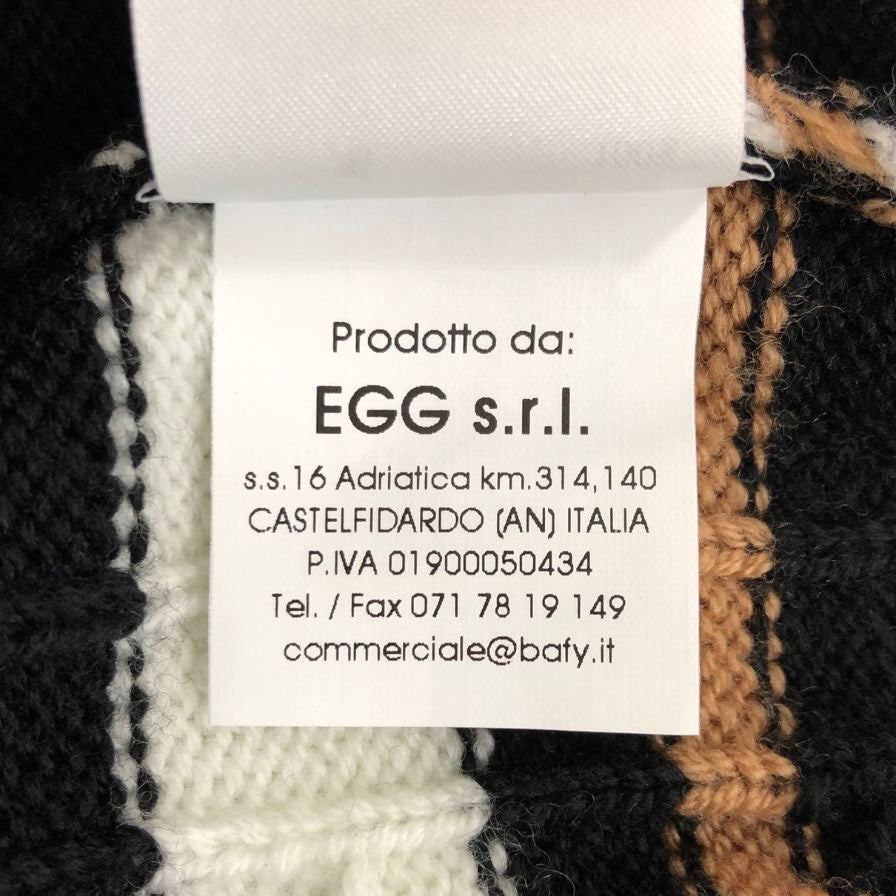 Prodotto da:
EGG s.r.l.
s.s.16 Adriatica km.314,140
CASTELFIDARDO (AN) ITALIA
P.IVA 01900050434
Tel. / Fax 071 78 19 149
commerciale@bafy.it